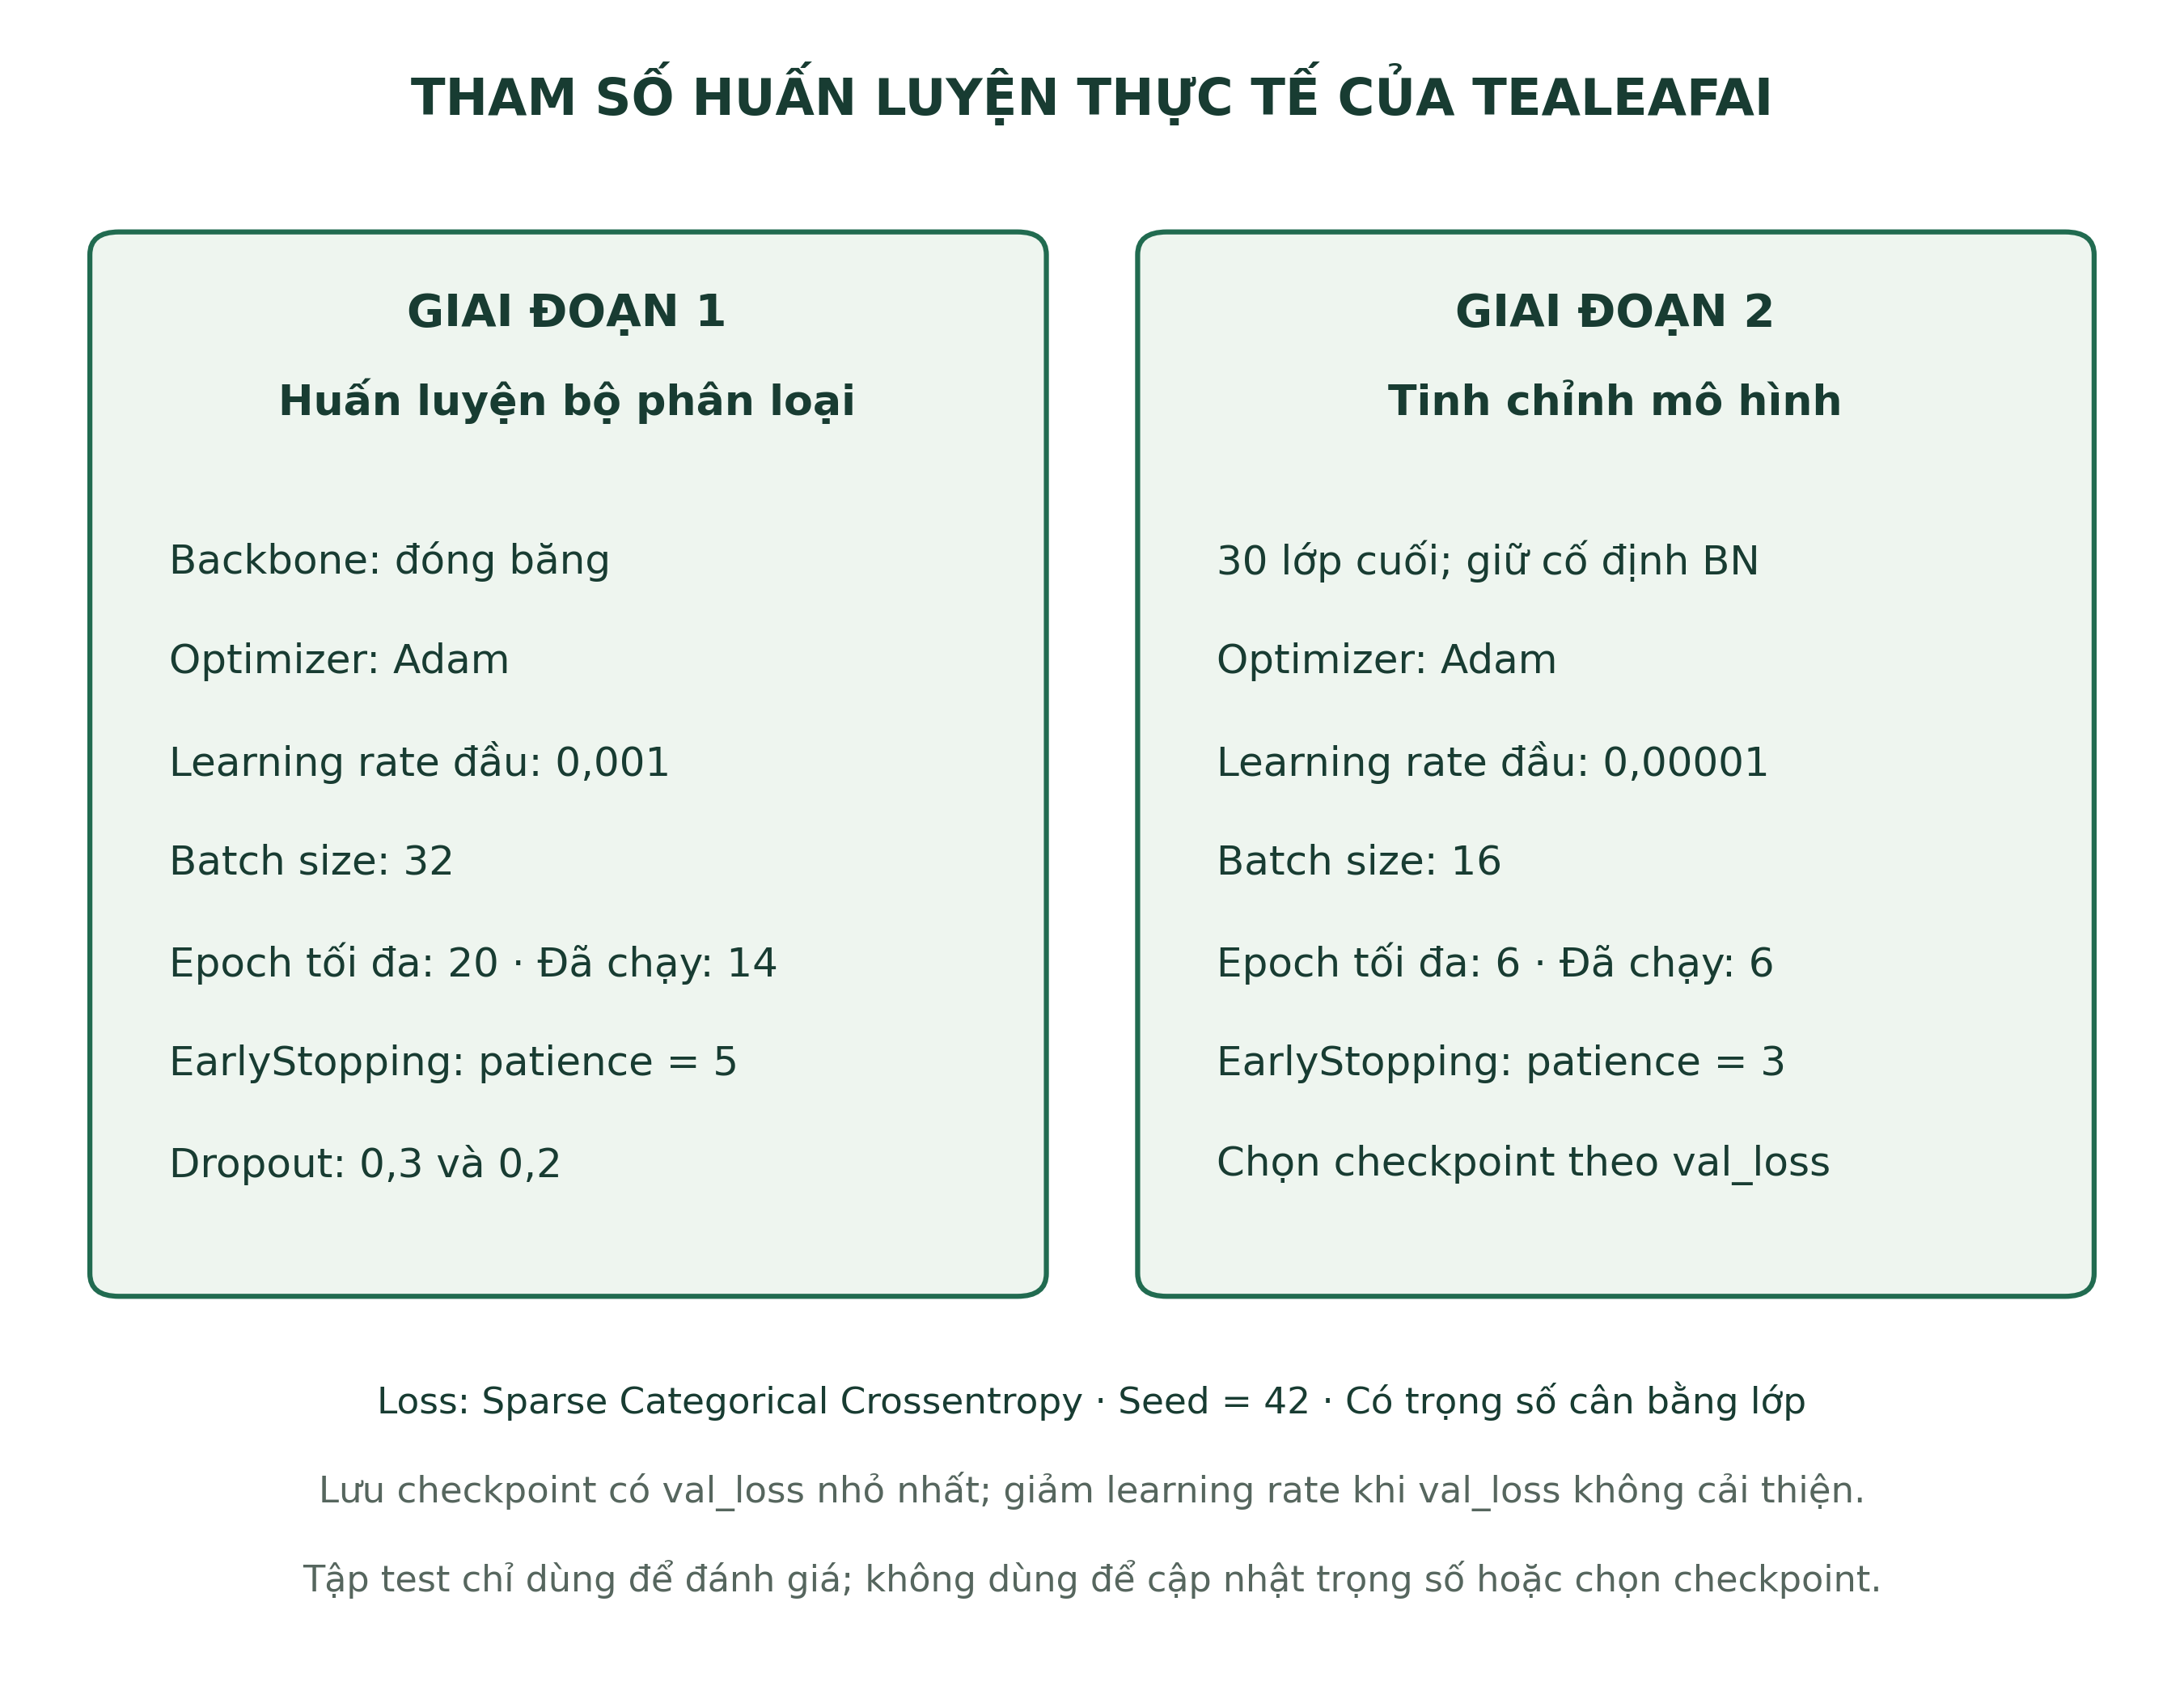 THAM SỐ HUẤN LUYỆN THỰC TẾ CỦA TEALEAFAI
GIAI ĐOẠN 1
Huấn luyện bộ phân loại
Backbone: đóng băng
Optimizer: Adam
Learning rate đầu: 0,001
Batch size: 32
Epoch tối đa: 20 · Đã chạy: 14
EarlyStopping: patience = 5
Dropout: 0,3 và 0,2
GIAI ĐOẠN 2
Tinh chỉnh mô hình
30 lớp cuối; giữ cố định BN
Optimizer: Adam
Learning rate đầu: 0,00001
Batch size: 16
Epoch tối đa: 6 · Đã chạy: 6
EarlyStopping: patience = 3
Chọn checkpoint theo val_loss
Loss: Sparse Categorical Crossentropy · Seed = 42 · Có trọng số cân bằng lớp
Lưu checkpoint có val_loss nhỏ nhất; giảm learning rate khi val_loss không cải thiện.
Tập test chỉ dùng để đánh giá; không dùng để cập nhật trọng số hoặc chọn checkpoint.